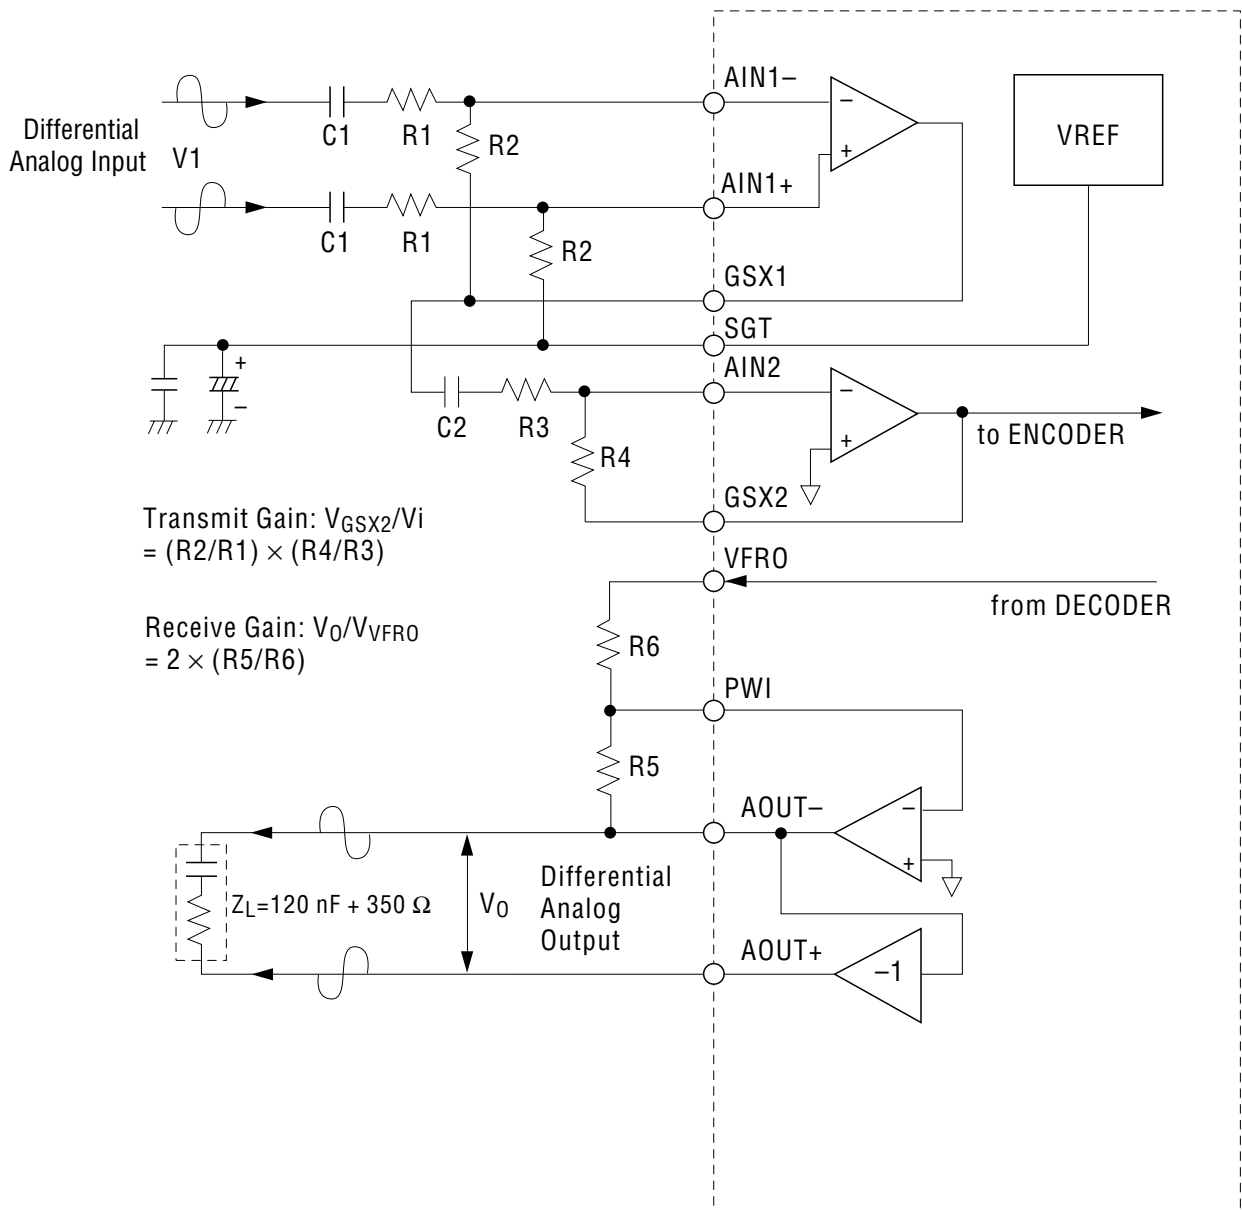 AIN1–
VREF
Differential
Analog Input
V1
C1
R1
R2
–
+
AIN1+
C1
R1
R2
GSX1
SGT
+
–
AIN2
C2
R3
–
+
to ENCODER
R4
GSX2
Transmit Gain: VGSX2/Vi
= (R2/R1) × (R4/R3)
VFRO
from DECODER
Receive Gain: VO/VVFRO
= 2 × (R5/R6)
R6
PWI
R5
AOUT–
–
+
ZL=120 nF + 350 Ω
VO
Differential
Analog
Output
AOUT+
–1